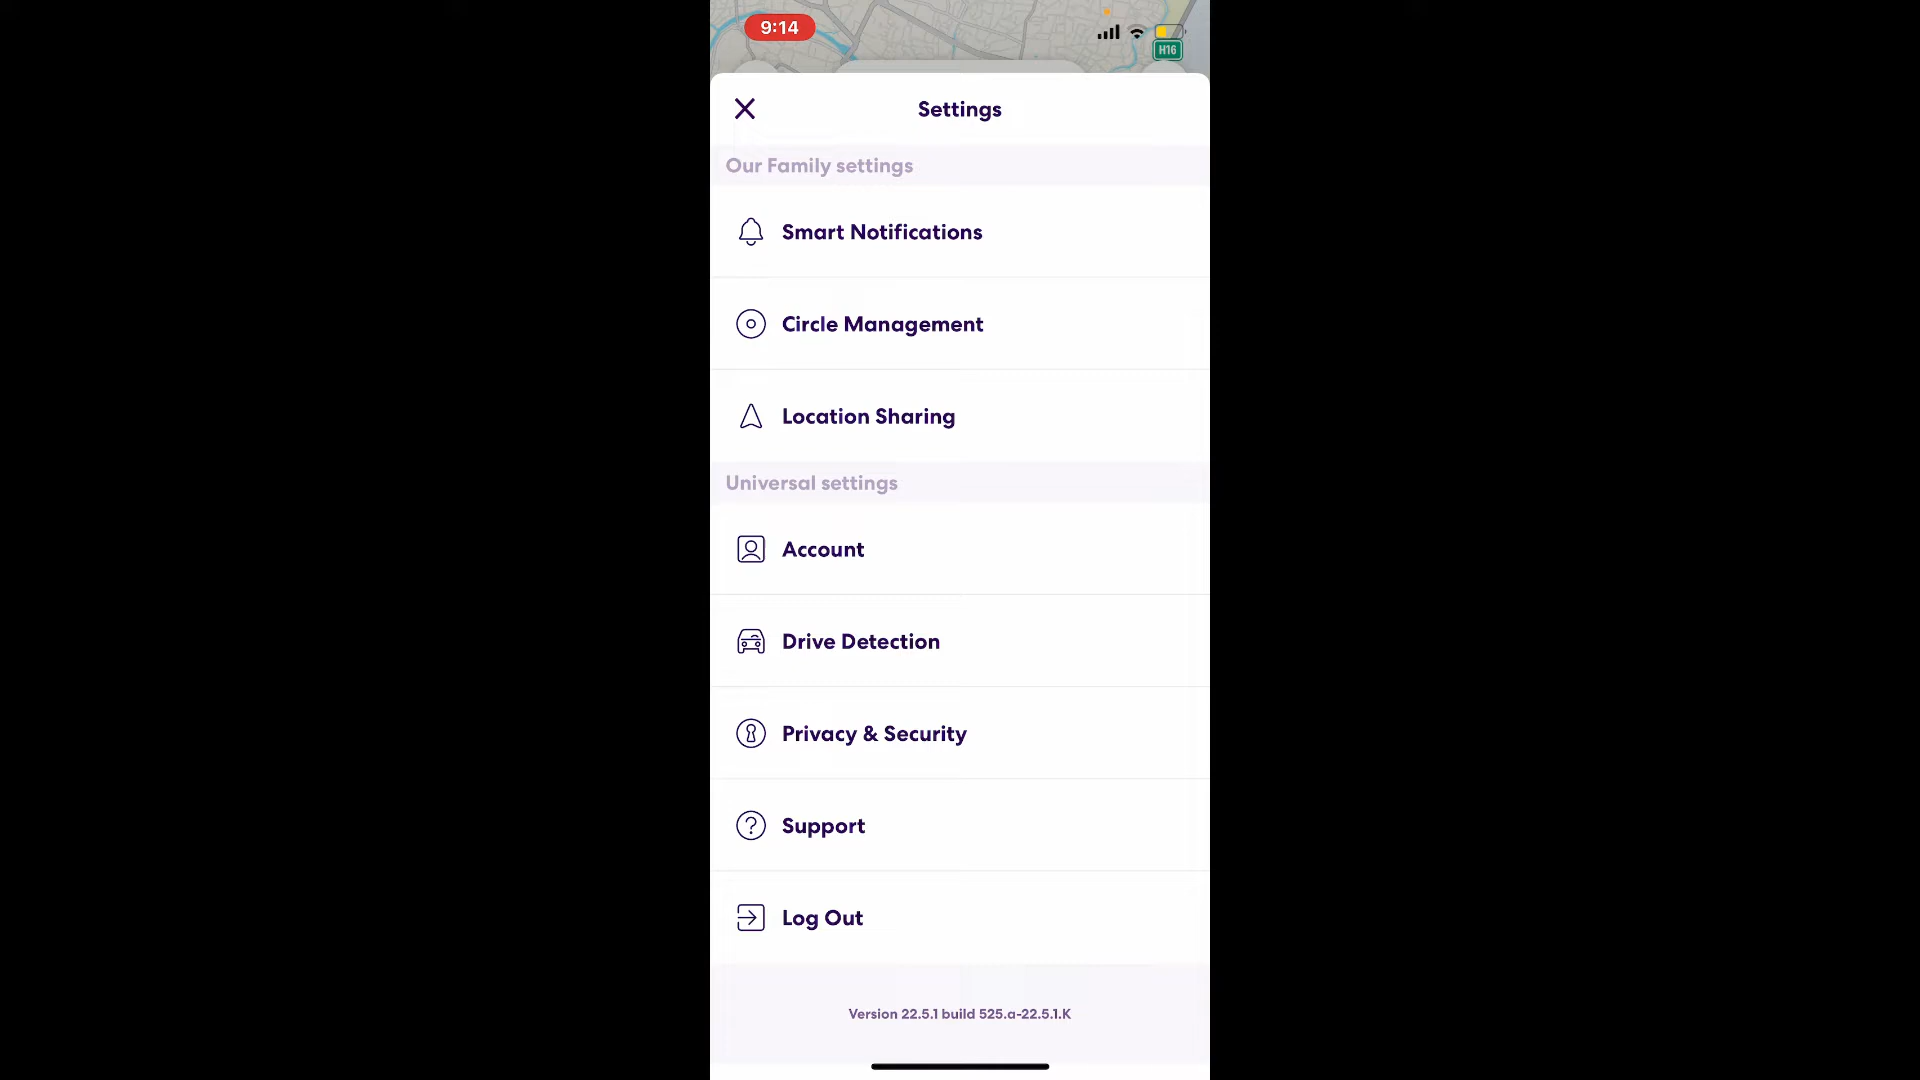 9:14
H16
Settings
Our Family settings
Smart Notifications
Circle Management
Location Sharing
Universal settings
Account
Drive Detection
Privacy & Security
Support
Log Out
Version 22.5.1 build 525.a-22.5.1.K